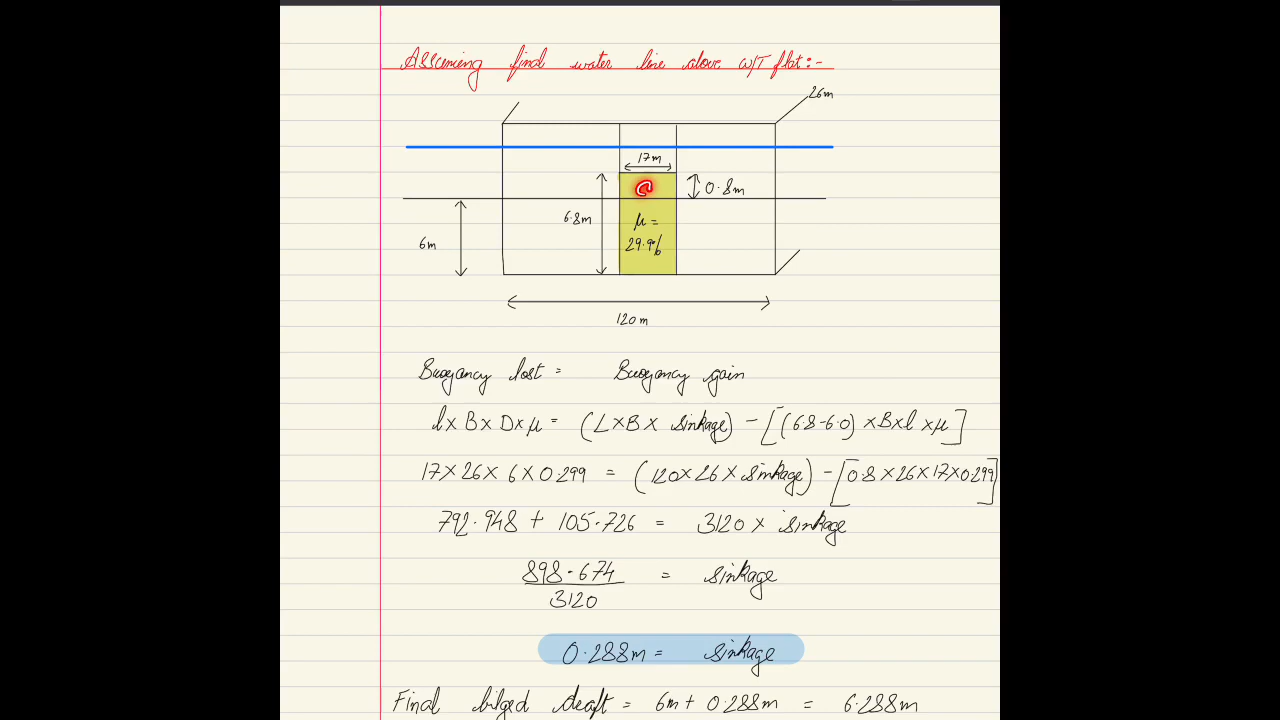 Assuming final water line above W/T flat:-
26m
17m
0.8m
6.8m
μ =
29.9%
6m
120m
Buoyancy lost = Buoyancy gain
l × B × D × μ = (L × B × sinkage) - [(6.8-6.0) × B × l × μ]
17 × 26 × 6 × 0.299 = (120 × 26 × sinkage) - [0.8 × 26 × 17 × 0.299]
792.948 + 105.726 = 3120 × sinkage
898.674 = sinkage
3120
0.288m = sinkage
Final bilged draft = 6m + 0.288m = 6.288m